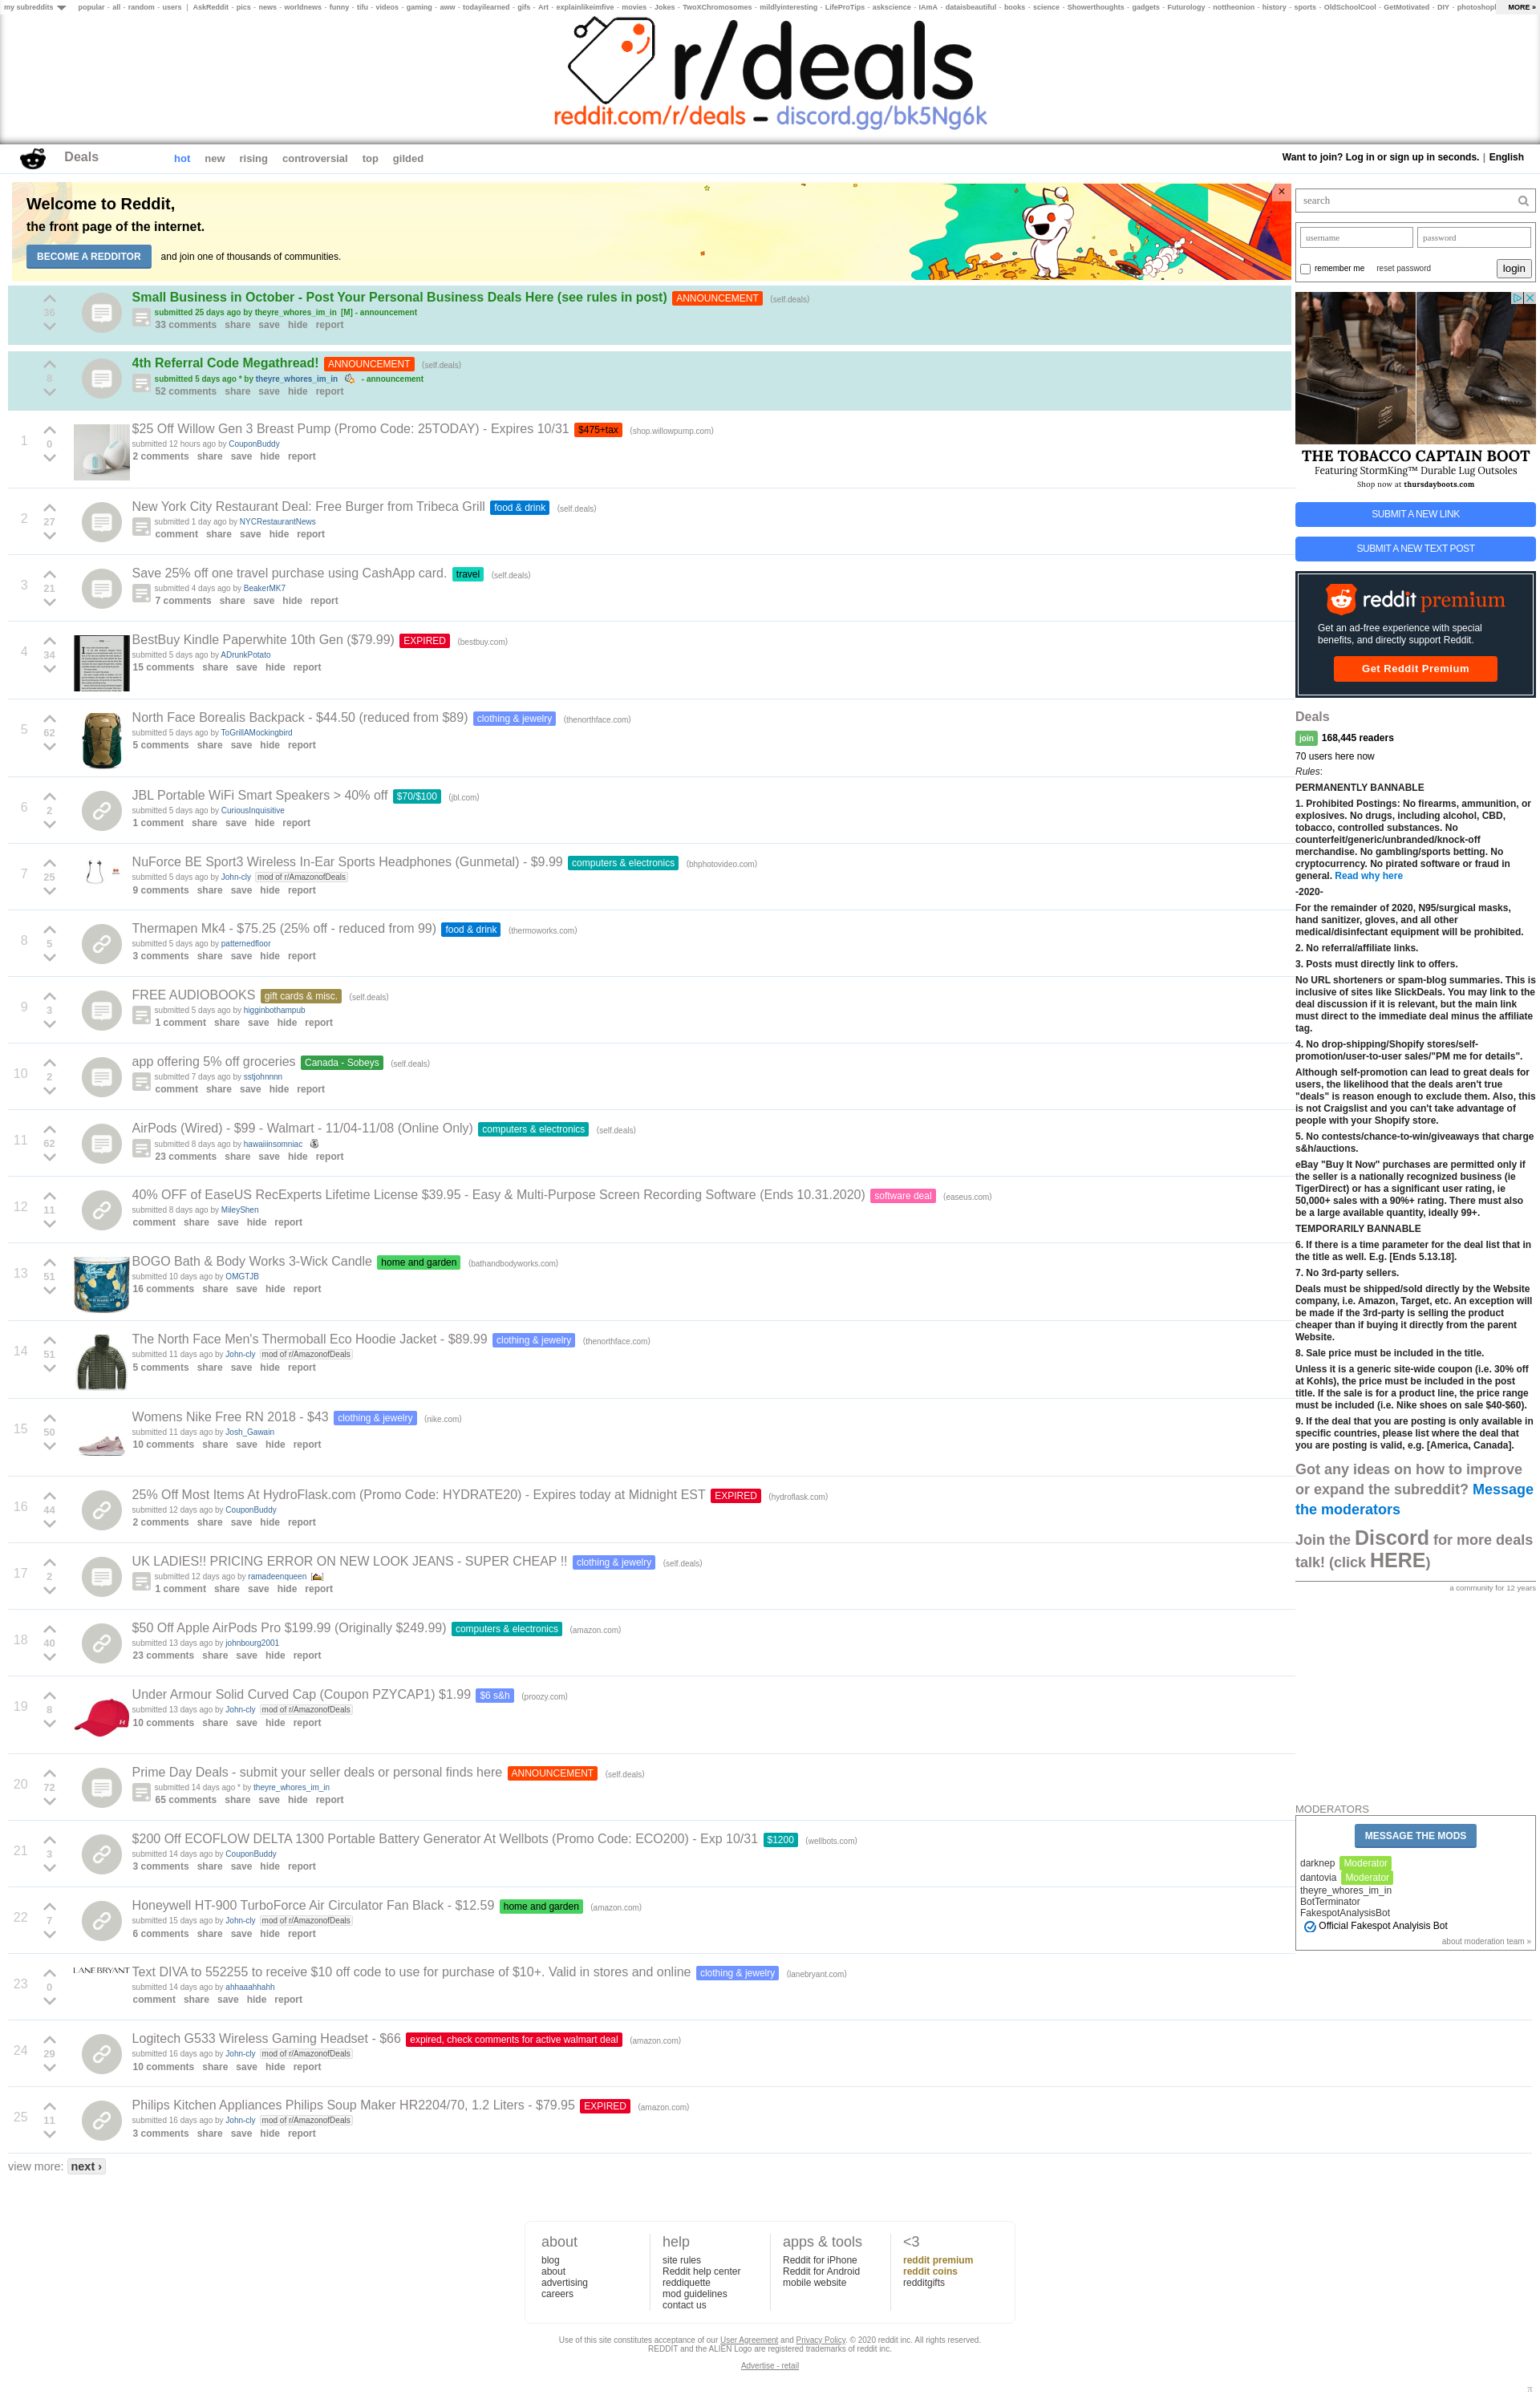 my subreddits popular - all - random - users | AskReddit - pics - news - worldnews - funny - tifu - videos - gaming - aww - todayilearned - gifs - Art - explainlikeimfive - movies - Jokes - TwoXChromosomes - mildlyinteresting - LifeProTips - askscience - IAmA - dataisbeautiful - books - science - Showerthoughts - gadgets - Futurology - nottheonion - history - sports - OldSchoolCool - GetMotivated - DIY - photoshopl MORE »
r/deals
reddit.com/r/deals - discord.gg/bk5Ng6k
Deals hot new rising controversial top gilded
Want to join? Log in or sign up in seconds. | English
Welcome to Reddit,
the front page of the internet.
BECOME A REDDITOR and join one of thousands of communities.
×
36
Small Business in October - Post Your Personal Business Deals Here (see rules in post) ANNOUNCEMENT (self.deals)
submitted 25 days ago by theyre_whores_im_in [M] - announcement
33 comments share save hide report
8
4th Referral Code Megathread! ANNOUNCEMENT (self.deals)
submitted 5 days ago * by theyre_whores_im_in - announcement
52 comments share save hide report
1 0
$25 Off Willow Gen 3 Breast Pump (Promo Code: 25TODAY) - Expires 10/31 $475+tax (shop.willowpump.com)
submitted 12 hours ago by CouponBuddy
2 comments share save hide report
2 27
New York City Restaurant Deal: Free Burger from Tribeca Grill food & drink (self.deals)
submitted 1 day ago by NYCRestaurantNews
comment share save hide report
3 21
Save 25% off one travel purchase using CashApp card. travel (self.deals)
submitted 4 days ago by BeakerMK7
7 comments share save hide report
4 34
BestBuy Kindle Paperwhite 10th Gen ($79.99) EXPIRED (bestbuy.com)
submitted 5 days ago by ADrunkPotato
15 comments share save hide report
5 62
North Face Borealis Backpack - $44.50 (reduced from $89) clothing & jewelry (thenorthface.com)
submitted 5 days ago by ToGrillAMockingbird
5 comments share save hide report
6 2
JBL Portable WiFi Smart Speakers > 40% off $70/$100 (jbl.com)
submitted 5 days ago by CuriousInquisitive
1 comment share save hide report
7 25
NuForce BE Sport3 Wireless In-Ear Sports Headphones (Gunmetal) - $9.99 computers & electronics (bhphotovideo.com)
submitted 5 days ago by John-cly mod of r/AmazonofDeals
9 comments share save hide report
8 5
Thermapen Mk4 - $75.25 (25% off - reduced from 99) food & drink (thermoworks.com)
submitted 5 days ago by patternedfloor
3 comments share save hide report
9 3
FREE AUDIOBOOKS gift cards & misc. (self.deals)
submitted 5 days ago by higginbothampub
1 comment share save hide report
10 2
app offering 5% off groceries Canada - Sobeys (self.deals)
submitted 7 days ago by sstjohnnnn
comment share save hide report
11 62
AirPods (Wired) - $99 - Walmart - 11/04-11/08 (Online Only) computers & electronics (self.deals)
submitted 8 days ago by hawaiiinsomniac
23 comments share save hide report
12 11
40% OFF of EaseUS RecExperts Lifetime License $39.95 - Easy & Multi-Purpose Screen Recording Software (Ends 10.31.2020) software deal (easeus.com)
submitted 8 days ago by MileyShen
comment share save hide report
13 51
BOGO Bath & Body Works 3-Wick Candle home and garden (bathandbodyworks.com)
submitted 10 days ago by OMGTJB
16 comments share save hide report
14 51
The North Face Men's Thermoball Eco Hoodie Jacket - $89.99 clothing & jewelry (thenorthface.com)
submitted 11 days ago by John-cly mod of r/AmazonofDeals
5 comments share save hide report
15 50
Womens Nike Free RN 2018 - $43 clothing & jewelry (nike.com)
submitted 11 days ago by Josh_Gawain
10 comments share save hide report
16 44
25% Off Most Items At HydroFlask.com (Promo Code: HYDRATE20) - Expires today at Midnight EST EXPIRED (hydroflask.com)
submitted 12 days ago by CouponBuddy
2 comments share save hide report
17 2
UK LADIES!! PRICING ERROR ON NEW LOOK JEANS - SUPER CHEAP !! clothing & jewelry (self.deals)
submitted 12 days ago by ramadeenqueen
1 comment share save hide report
18 40
$50 Off Apple AirPods Pro $199.99 (Originally $249.99) computers & electronics (amazon.com)
submitted 13 days ago by johnbourg2001
23 comments share save hide report
19 8
Under Armour Solid Curved Cap (Coupon PZYCAP1) $1.99 $6 s&h (proozy.com)
submitted 13 days ago by John-cly mod of r/AmazonofDeals
10 comments share save hide report
20 72
Prime Day Deals - submit your seller deals or personal finds here ANNOUNCEMENT (self.deals)
submitted 14 days ago * by theyre_whores_im_in
65 comments share save hide report
21 3
$200 Off ECOFLOW DELTA 1300 Portable Battery Generator At Wellbots (Promo Code: ECO200) - Exp 10/31 $1200 (wellbots.com)
submitted 14 days ago by CouponBuddy
3 comments share save hide report
22 7
Honeywell HT-900 TurboForce Air Circulator Fan Black - $12.59 home and garden (amazon.com)
submitted 15 days ago by John-cly mod of r/AmazonofDeals
6 comments share save hide report
23 0
LANE BRYANT
Text DIVA to 552255 to receive $10 off code to use for purchase of $10+. Valid in stores and online clothing & jewelry (lanebryant.com)
submitted 14 days ago by ahhaaahhahh
comment share save hide report
24 29
Logitech G533 Wireless Gaming Headset - $66 expired, check comments for active walmart deal (amazon.com)
submitted 16 days ago by John-cly mod of r/AmazonofDeals
10 comments share save hide report
25 11
Philips Kitchen Appliances Philips Soup Maker HR2204/70, 1.2 Liters - $79.95 EXPIRED (amazon.com)
submitted 16 days ago by John-cly mod of r/AmazonofDeals
3 comments share save hide report
view more: next ›
search
username password
remember me reset password login
THE TOBACCO CAPTAIN BOOT
Featuring StormKing™ Durable Lug Outsoles
Shop now at thursdayboots.com
SUBMIT A NEW LINK
SUBMIT A NEW TEXT POST
reddit premium
Get an ad-free experience with special
benefits, and directly support Reddit.
Get Reddit Premium
Deals
join 168,445 readers
70 users here now
Rules:
PERMANENTLY BANNABLE
1. Prohibited Postings: No firearms, ammunition, or
explosives. No drugs, including alcohol, CBD,
tobacco, controlled substances. No
counterfeit/generic/unbranded/knock-off
merchandise. No gambling/sports betting. No
cryptocurrency. No pirated software or fraud in
general. Read why here
-2020-
For the remainder of 2020, N95/surgical masks,
hand sanitizer, gloves, and all other
medical/disinfectant equipment will be prohibited.
2. No referral/affiliate links.
3. Posts must directly link to offers.
No URL shorteners or spam-blog summaries. This is
inclusive of sites like SlickDeals. You may link to the
deal discussion if it is relevant, but the main link
must direct to the immediate deal minus the affiliate
tag.
4. No drop-shipping/Shopify stores/self-
promotion/user-to-user sales/"PM me for details".
Although self-promotion can lead to great deals for
users, the likelihood that the deals aren't true
"deals" is reason enough to exclude them. Also, this
is not Craigslist and you can't take advantage of
people with your Shopify store.
5. No contests/chance-to-win/giveaways that charge
s&h/auctions.
eBay "Buy It Now" purchases are permitted only if
the seller is a nationally recognized business (ie
TigerDirect) or has a significant user rating, ie
50,000+ sales with a 90%+ rating. There must also
be a large available quantity, ideally 99+.
TEMPORARILY BANNABLE
6. If there is a time parameter for the deal list that in
the title as well. E.g. [Ends 5.13.18].
7. No 3rd-party sellers.
Deals must be shipped/sold directly by the Website
company, i.e. Amazon, Target, etc. An exception will
be made if the 3rd-party is selling the product
cheaper than if buying it directly from the parent
Website.
8. Sale price must be included in the title.
Unless it is a generic site-wide coupon (i.e. 30% off
at Kohls), the price must be included in the post
title. If the sale is for a product line, the price range
must be included (i.e. Nike shoes on sale $40-$60).
9. If the deal that you are posting is only available in
specific countries, please list where the deal that
you are posting is valid, e.g. [America, Canada].
Got any ideas on how to improve
or expand the subreddit? Message
the moderators
Join the Discord for more deals
talk! (click HERE)
a community for 12 years
MODERATORS
MESSAGE THE MODS
darknep Moderator
dantovia Moderator
theyre_whores_im_in
BotTerminator
FakespotAnalysisBot
Official Fakespot Analyisis Bot
about moderation team »
about
blog
about
advertising
careers
help
site rules
Reddit help center
reddiquette
mod guidelines
contact us
apps & tools
Reddit for iPhone
Reddit for Android
mobile website
<3
reddit premium
reddit coins
redditgifts
Use of this site constitutes acceptance of our User Agreement and Privacy Policy. © 2020 reddit inc. All rights reserved.
REDDIT and the ALIEN Logo are registered trademarks of reddit inc.
Advertise - retail
π